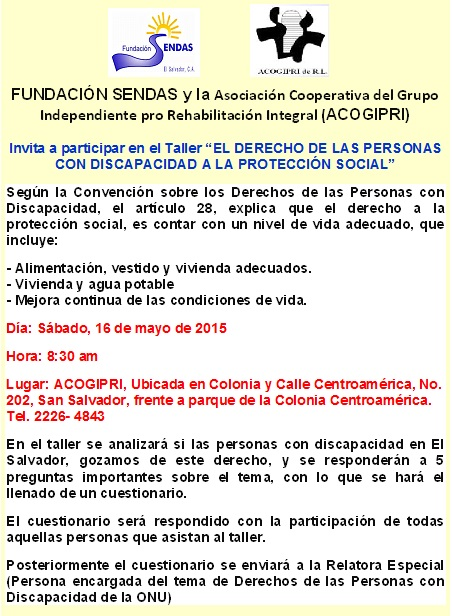 Fundación
SENDAS
El Salvador, C.A.
ACOGIPRI de R.L.
FUNDACIÓN SENDAS y la Asociación Cooperativa del Grupo
Independiente pro Rehabilitación Integral (ACOGIPRI)
Invita a participar en el Taller “EL DERECHO DE LAS PERSONAS
CON DISCAPACIDAD A LA PROTECCIÓN SOCIAL”
Según la Convención sobre los Derechos de las Personas con
Discapacidad, el artículo 28, explica que el derecho a la
protección social, es contar con un nivel de vida adecuado, que
incluye:
- Alimentación, vestido y vivienda adecuados.
- Vivienda y agua potable
- Mejora continua de las condiciones de vida.
Día: Sábado, 16 de mayo de 2015
Hora: 8:30 am
Lugar: ACOGIPRI, Ubicada en Colonia y Calle Centroamérica, No.
202, San Salvador, frente a parque de la Colonia Centroamérica.
Tel. 2226- 4843
En el taller se analizará si las personas con discapacidad en El
Salvador, gozamos de este derecho, y se responderán a 5
preguntas importantes sobre el tema, con lo que se hará el
llenado de un cuestionario.
El cuestionario será respondido con la participación de todas
aquellas personas que asistan al taller.
Posteriormente el cuestionario se enviará a la Relatora Especial
(Persona encargada del tema de Derechos de las Personas con
Discapacidad de la ONU)